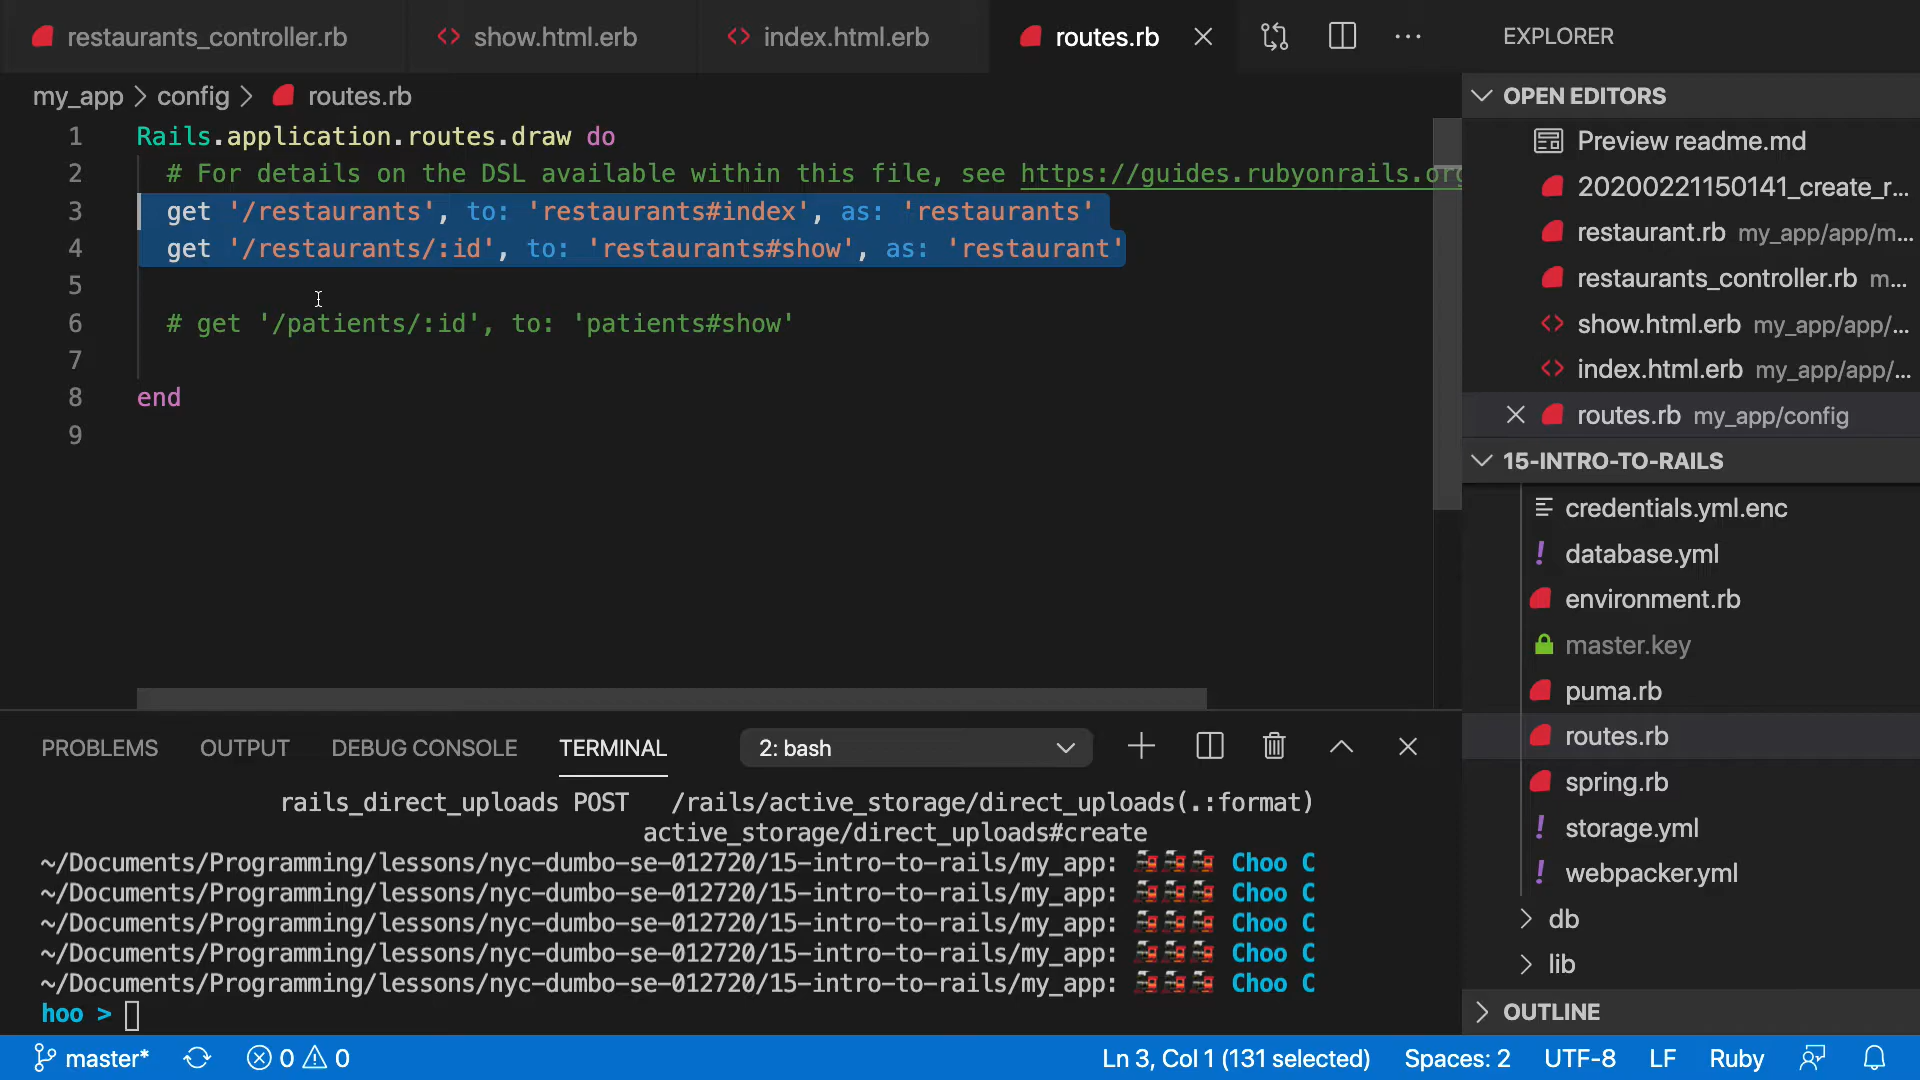 restaurants_controller.rb
show.html.erb
index.html.erb
routes.rb
EXPLORER
my_app > config > routes.rb
1 Rails.application.routes.draw do
2 # For details on the DSL available within this file, see https://guides.rubyonrails.org
3 get '/restaurants', to: 'restaurants#index', as: 'restaurants'
4 get '/restaurants/:id', to: 'restaurants#show', as: 'restaurant'
5
6 # get '/patients/:id', to: 'patients#show'
7
8 end
9
OPEN EDITORS
Preview readme.md
20200221150141_create_r...
restaurant.rb my_app/app/m...
restaurants_controller.rb m...
show.html.erb my_app/app/...
index.html.erb my_app/app/...
routes.rb my_app/config
15-INTRO-TO-RAILS
credentials.yml.enc
database.yml
environment.rb
master.key
puma.rb
routes.rb
spring.rb
storage.yml
webpacker.yml
db
lib
OUTLINE
PROBLEMS OUTPUT DEBUG CONSOLE TERMINAL 2: bash
rails_direct_uploads POST /rails/active_storage/direct_uploads(.:format)
active_storage/direct_uploads#create
~/Documents/Programming/lessons/nyc-dumbo-se-012720/15-intro-to-rails/my_app: 🚂🚂🚂 Choo C
~/Documents/Programming/lessons/nyc-dumbo-se-012720/15-intro-to-rails/my_app: 🚂🚂🚂 Choo C
~/Documents/Programming/lessons/nyc-dumbo-se-012720/15-intro-to-rails/my_app: 🚂🚂🚂 Choo C
~/Documents/Programming/lessons/nyc-dumbo-se-012720/15-intro-to-rails/my_app: 🚂🚂🚂 Choo C
~/Documents/Programming/lessons/nyc-dumbo-se-012720/15-intro-to-rails/my_app: 🚂🚂🚂 Choo C
hoo >
master* 0 0 Ln 3, Col 1 (131 selected) Spaces: 2 UTF-8 LF Ruby